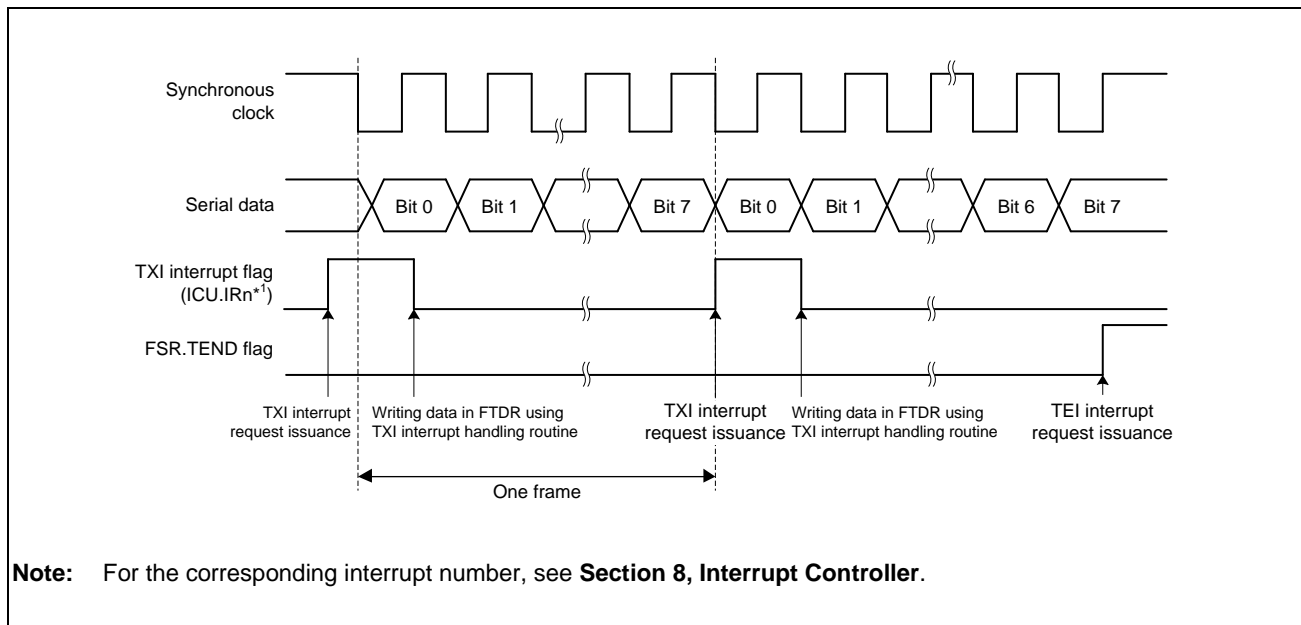 Synchronous
clock
Serial data
Bit 0
Bit 1
Bit 7
Bit 0
Bit 1
Bit 6
Bit 7
TXI interrupt flag
(ICU.IRn*1)
FSR.TEND flag
TXI interrupt
request issuance
Writing data in FTDR using
TXI interrupt handling routine
TXI interrupt
request issuance
Writing data in FTDR using
TXI interrupt handling routine
TEI interrupt
request issuance
One frame
Note: For the corresponding interrupt number, see Section 8, Interrupt Controller.